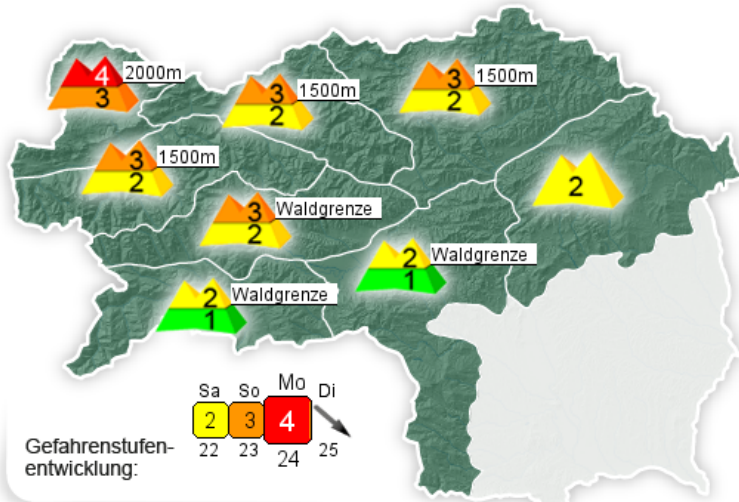 4 2000m
3
3 1500m
2
3 1500m
2
3 1500m
2
2
3 Waldgrenze
2
2 Waldgrenze
1
2 Waldgrenze
1
Sa So Mo Di
2 3 4
22 23 24 25
Gefahrenstufen-
entwicklung: